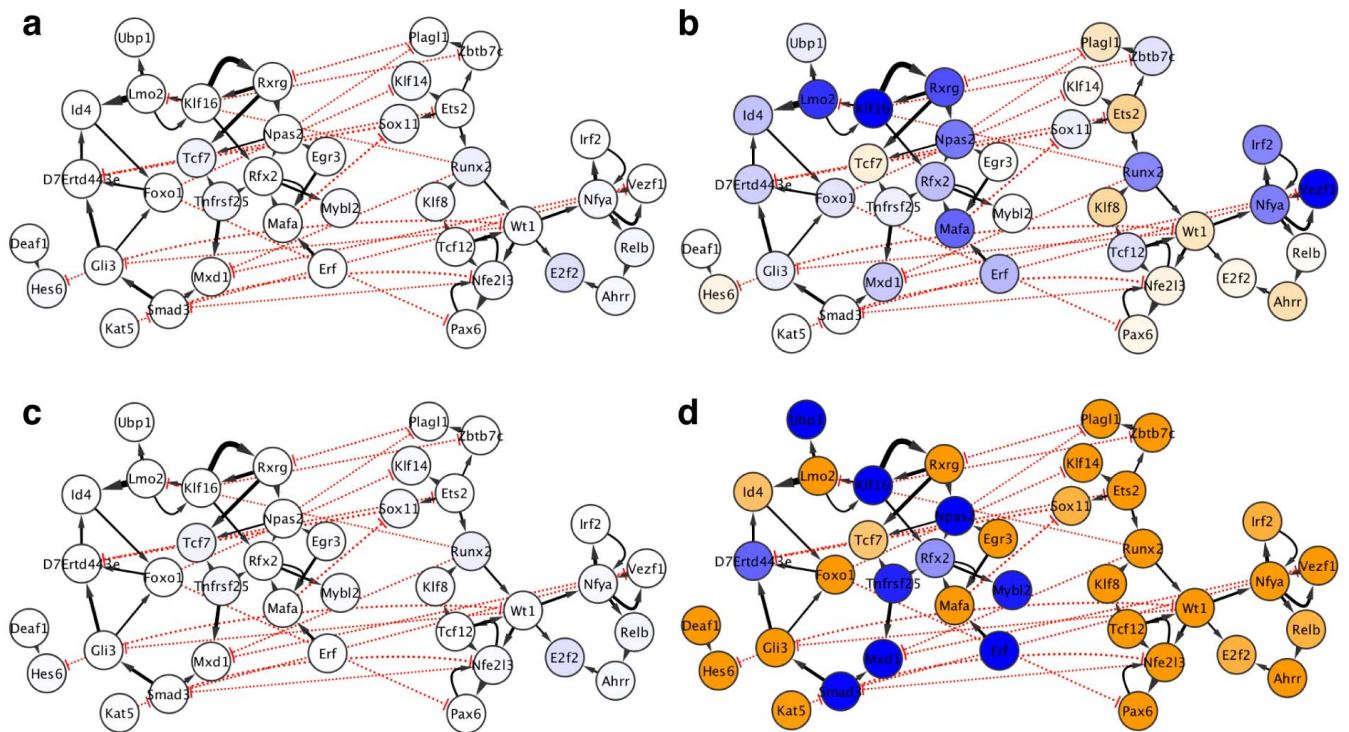 a
Ubp1
Plagl1
Zbtb7c
Lmo2
Klf16
Rxrg
Klf14
Id4
Ets2
Sox11
Npas2
Irf2
Tcf7
Egr3
Runx2
D7Ertd443e
Foxo1
Rfx2
Tnfrsf25
Mybl2
Klf8
Nfya
Vezf1
Mafa
Wt1
Deaf1
Tcf12
Relb
Gli3
Mxd1
Erf
Nfe2l3
E2f2
Hes6
Ahrr
Smad3
Kat5
Pax6
b
Ubp1
Plagl1
Zbtb7c
Lmo2
Klf16
Rxrg
Klf14
Id4
Ets2
Sox11
Npas2
Irf2
Tcf7
Egr3
Runx2
D7Ertd443e
Foxo1
Rfx2
Tnfrsf25
Mybl2
Klf8
Nfya
Vezf1
Mafa
Wt1
Deaf1
Tcf12
Relb
Gli3
Mxd1
Erf
Nfe2l3
E2f2
Hes6
Ahrr
Smad3
Kat5
Pax6
c
Ubp1
Plagl1
Zbtb7c
Lmo2
Klf16
Rxrg
Klf14
Id4
Ets2
Sox11
Npas2
Irf2
Tcf7
Egr3
Runx2
D7Ertd443e
Foxo1
Rfx2
Tnfrsf25
Mybl2
Klf8
Nfya
Vezf1
Mafa
Wt1
Deaf1
Tcf12
Relb
Gli3
Mxd1
Erf
Nfe2l3
E2f2
Hes6
Ahrr
Smad3
Kat5
Pax6
d
Ubp1
Plagl1
Zbtb7c
Lmo2
Klf16
Rxrg
Klf14
Id4
Ets2
Sox11
Npas2
Irf2
Tcf7
Egr3
Runx2
D7Ertd443e
Foxo1
Rfx2
Tnfrsf25
Mybl2
Klf8
Nfya
Vezf1
Mafa
Wt1
Deaf1
Tcf12
Relb
Gli3
Mxd1
Erf
Nfe2l3
E2f2
Hes6
Ahrr
Smad3
Kat5
Pax6